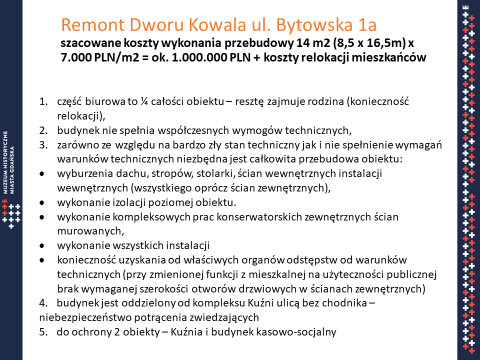 Remont Dworu Kowala ul. Bytowska 1a
szacowane koszty wykonania przebudowy 14 m2 (8,5 x 16,5m) x
7.000 PLN/m2 = ok. 1.000.000 PLN + koszty relokacji mieszkańców
1. część biurowa to ¼ całości obiektu – resztę zajmuje rodzina (konieczność
relokacji),
2. budynek nie spełnia współczesnych wymogów technicznych,
3. zarówno ze względu na bardzo zły stan techniczny jak i nie spełnienie wymagań
warunków technicznych niezbędna jest całkowita przebudowa obiektu:
• wyburzenia dachu, stropów, stolarki, ścian wewnętrznych instalacji
wewnętrznych (wszystkiego oprócz ścian zewnętrznych),
• wykonanie izolacji poziomej obiektu.
• wykonanie kompleksowych prac konserwatorskich zewnętrznych ścian
murowanych,
• wykonanie wszystkich instalacji
• konieczność uzyskania od właściwych organów odstępstw od warunków
technicznych (przy zmienionej funkcji z mieszkalnej na użyteczności publicznej
brak wymaganej szerokości otworów drzwiowych w ścianach zewnętrznych)
4. budynek jest oddzielony od kompleksu Kuźni ulicą bez chodnika –
niebezpieczeństwo potrącenia zwiedzających
5. do ochrony 2 obiekty – Kuźnia i budynek kasowo-socjalny
MUZEUM HISTORYCZNE
MIASTA GDAŃSKA